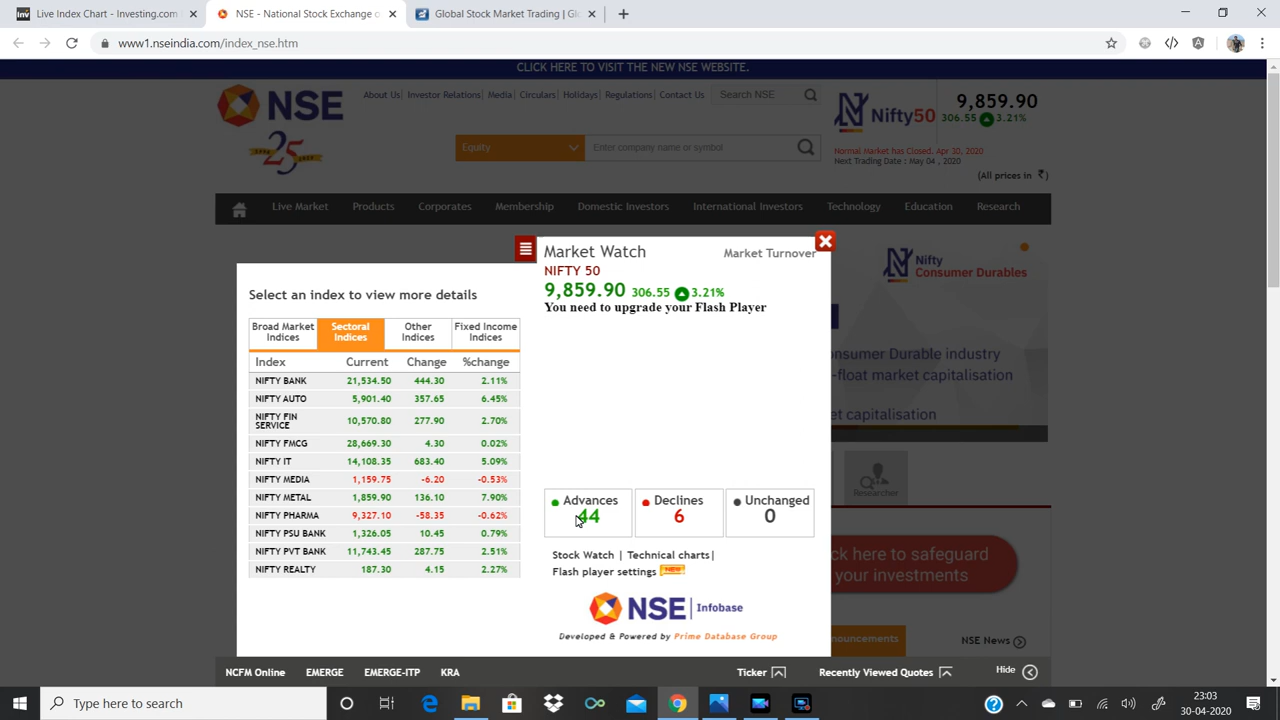 Live Index Chart - Investing.com
NSE - National Stock Exchange o
Global Stock Market Trading | Gl
www1.nseindia.com/index_nse.htm
CLICK HERE TO VISIT THE NEW NSE WEBSITE.
NSE
25
About Us| Investor Relations| Media| Circulars| Holidays| Regulations| Contact Us
Search NSE
Equity
Enter company name or symbol
Nifty50
9,859.90
306.55 3.21%
Normal Market has Closed. Apr 30, 2020
Next Trading Date : May 04 , 2020
(All prices in ₹)
Live Market Products Corporates Membership Domestic Investors International Investors Technology Education Research
Market Watch
Market Turnover
NIFTY 50
9,859.90 306.55 3.21%
You need to upgrade your Flash Player
Select an index to view more details
Broad Market Indices
Sectoral Indices
Other Indices
Fixed Income Indices
Index Current Change %change
NIFTY BANK 21,534.50 444.30 2.11%
NIFTY AUTO 5,901.40 357.65 6.45%
NIFTY FIN SERVICE 10,570.80 277.90 2.70%
NIFTY FMCG 28,669.30 4.30 0.02%
NIFTY IT 14,108.35 683.40 5.09%
NIFTY MEDIA 1,159.75 -6.20 -0.53%
NIFTY METAL 1,859.90 136.10 7.90%
NIFTY PHARMA 9,327.10 -58.35 -0.62%
NIFTY PSU BANK 1,326.05 10.45 0.79%
NIFTY PVT BANK 11,743.45 287.75 2.51%
NIFTY REALTY 187.30 4.15 2.27%
Advances
44
Declines
6
Unchanged
0
Stock Watch | Technical charts|
Flash player settings NEW
NSE Infobase
Developed & Powered by Prime Database Group
Nifty
Consumer Durables
nsumer Durable industry
-float market capitalisation
et capitalisation
Researcher
ck here to safeguard
your investments
nouncements
NSE News
NCFM Online EMERGE EMERGE-ITP KRA
Ticker
Recently Viewed Quotes
Hide
Type here to search
23:03
30-04-2020